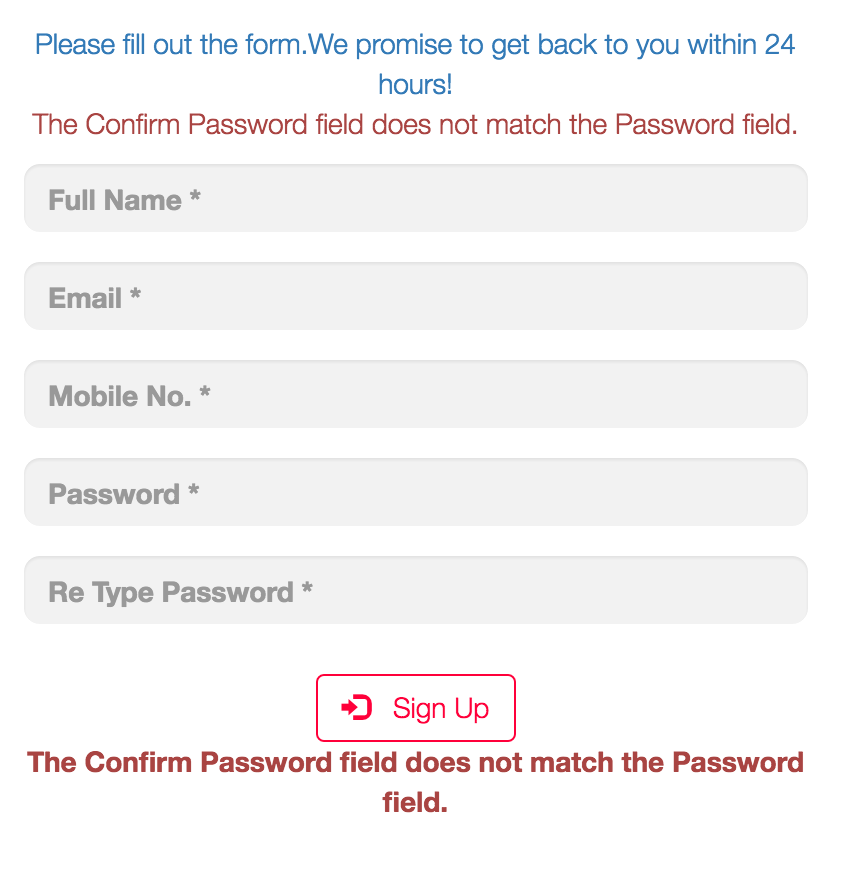 Please fill out the form.We promise to get back to you within 24
hours!
The Confirm Password field does not match the Password field.
Full Name *
Email *
Mobile No. *
Password *
Re Type Password *
Sign Up
The Confirm Password field does not match the Password
field.